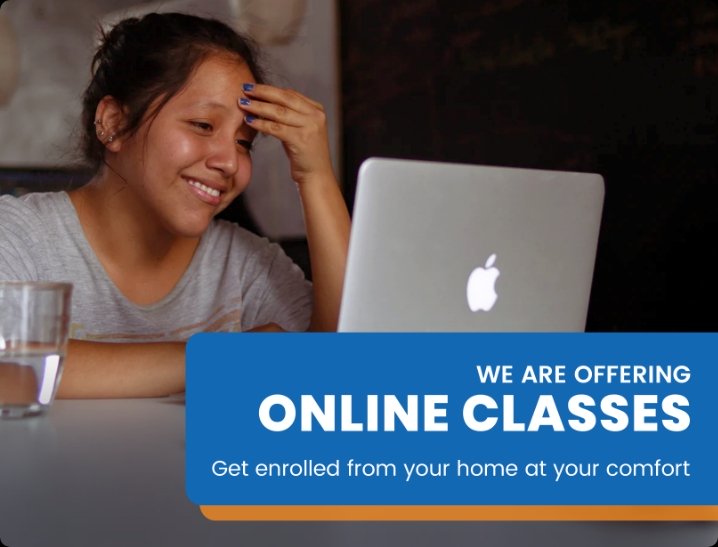 WE ARE OFFERING
ONLINE CLASSES
Get enrolled from your home at your comfort